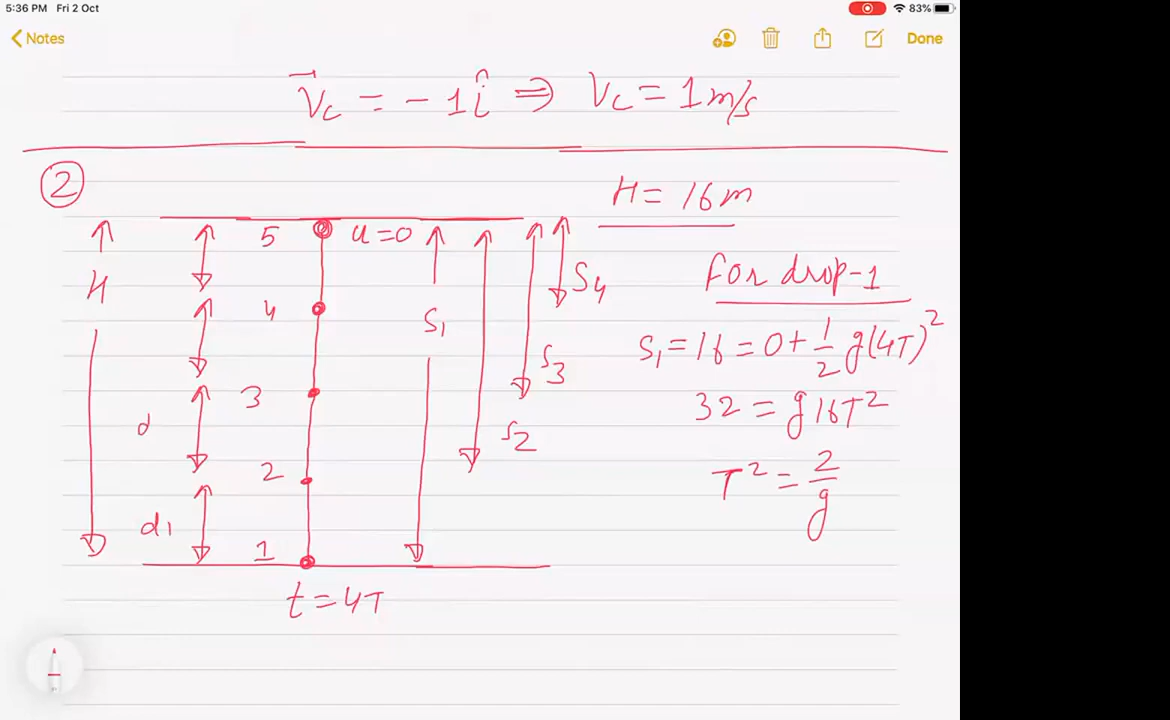 5:36 PM Fri 2 Oct
83%
Notes
Done
V⃗c = - 1î ⇒ Vc = 1m/s
2
H = 16m
5 u=0
H
4
S1
S4
For drop-1
S1 = 16 = 0 + 1/2 g(4T)²
3
S3
d
32 = g16T²
S2
2
T² = 2/g
d1
1
t = 4T